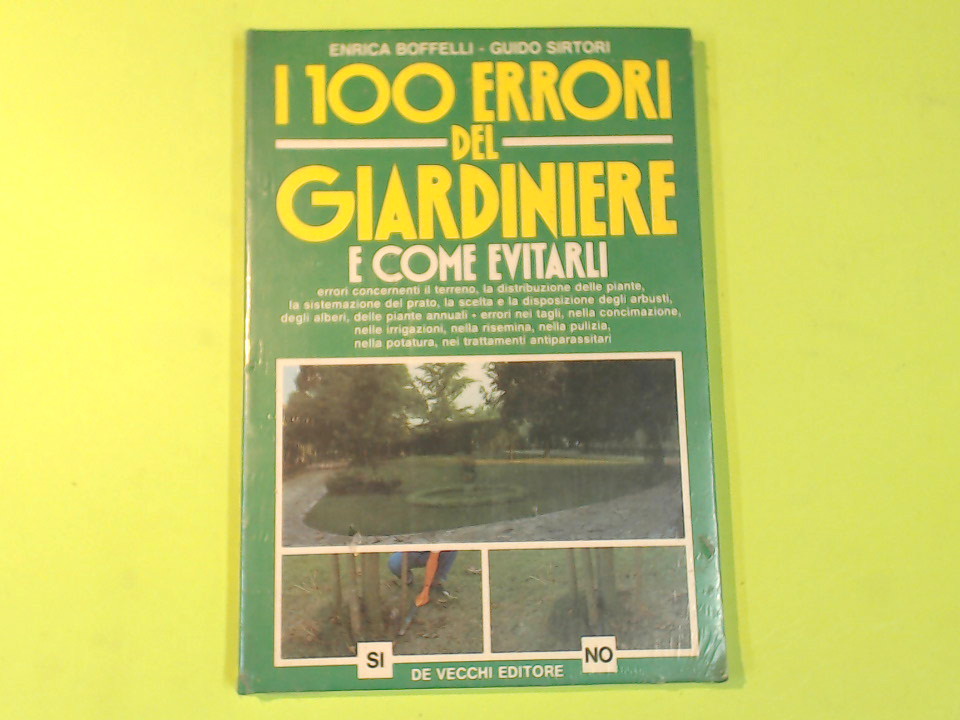 ENRICA BOFFELLI - GUIDO SIRTORI
I 100 ERRORI
DEL
GIARDINIERE
E COME EVITARLI
errori concernenti il terreno, la distribuzione delle piante,
la sistemazione del prato, la scelta e la disposizione degli arbusti,
degli alberi, delle piante annuali - errori nei tagli, nella concimazione,
nelle irrigazioni, nella risemina, nella pulizia,
nella potatura, nei trattamenti antiparassitari
SI
NO
DE VECCHI EDITORE